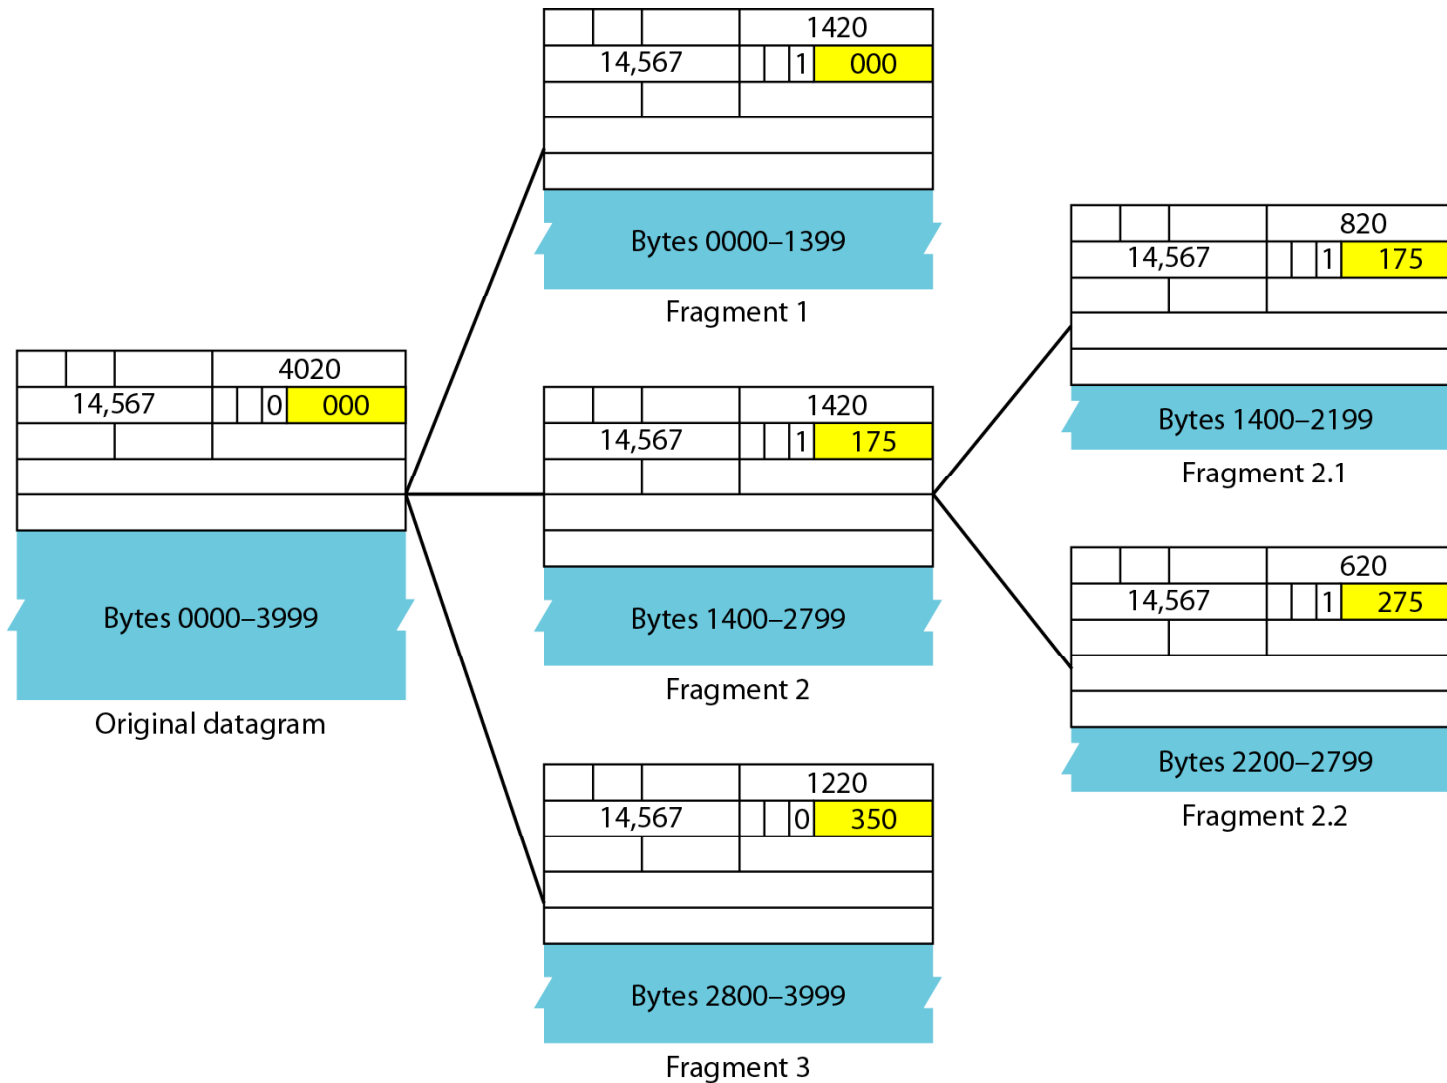 4020
14,567 0 000
Bytes 0000–3999
Original datagram
1420
14,567 1 000
Bytes 0000–1399
Fragment 1
1420
14,567 1 175
Bytes 1400–2799
Fragment 2
1220
14,567 0 350
Bytes 2800–3999
Fragment 3
820
14,567 1 175
Bytes 1400–2199
Fragment 2.1
620
14,567 1 275
Bytes 2200–2799
Fragment 2.2